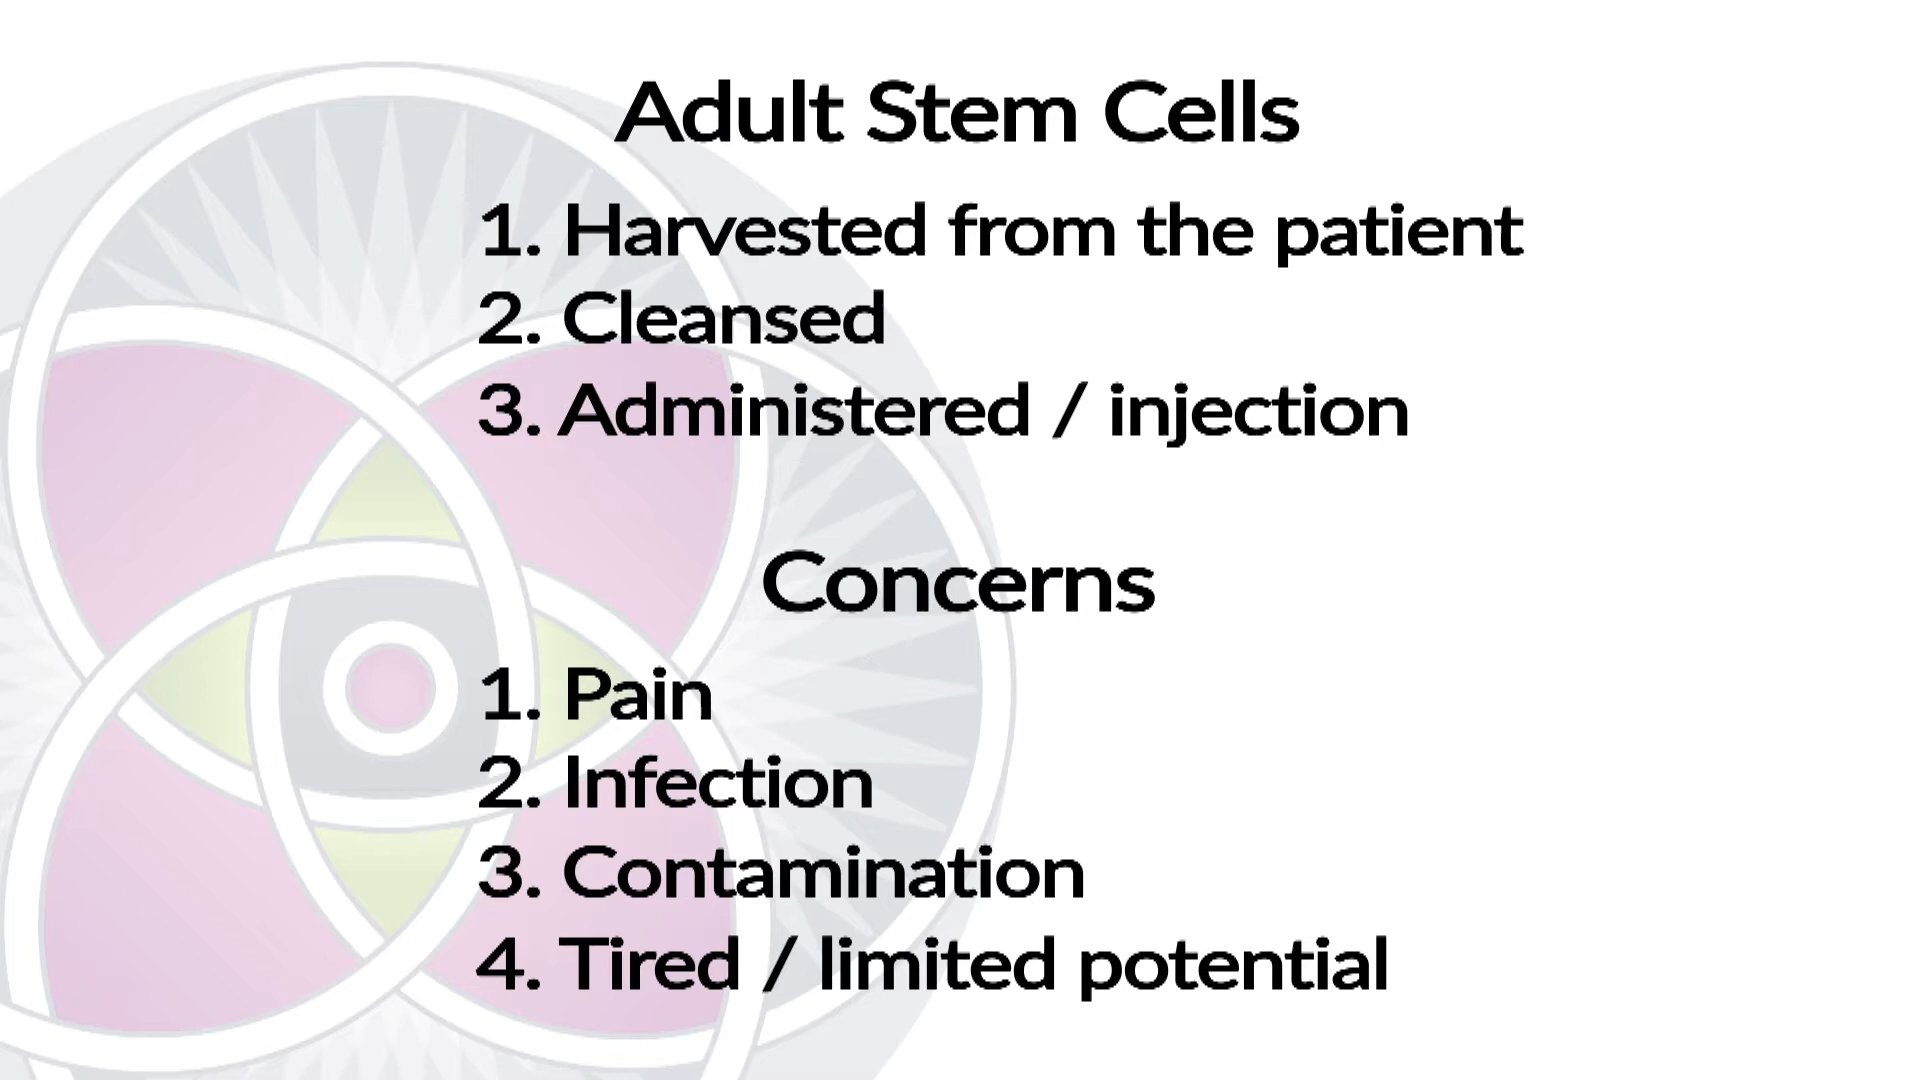 Adult Stem Cells
1. Harvested from the patient
2. Cleansed
3. Administered / injection
Concerns
1. Pain
2. Infection
3. Contamination
4. Tired / limited potential